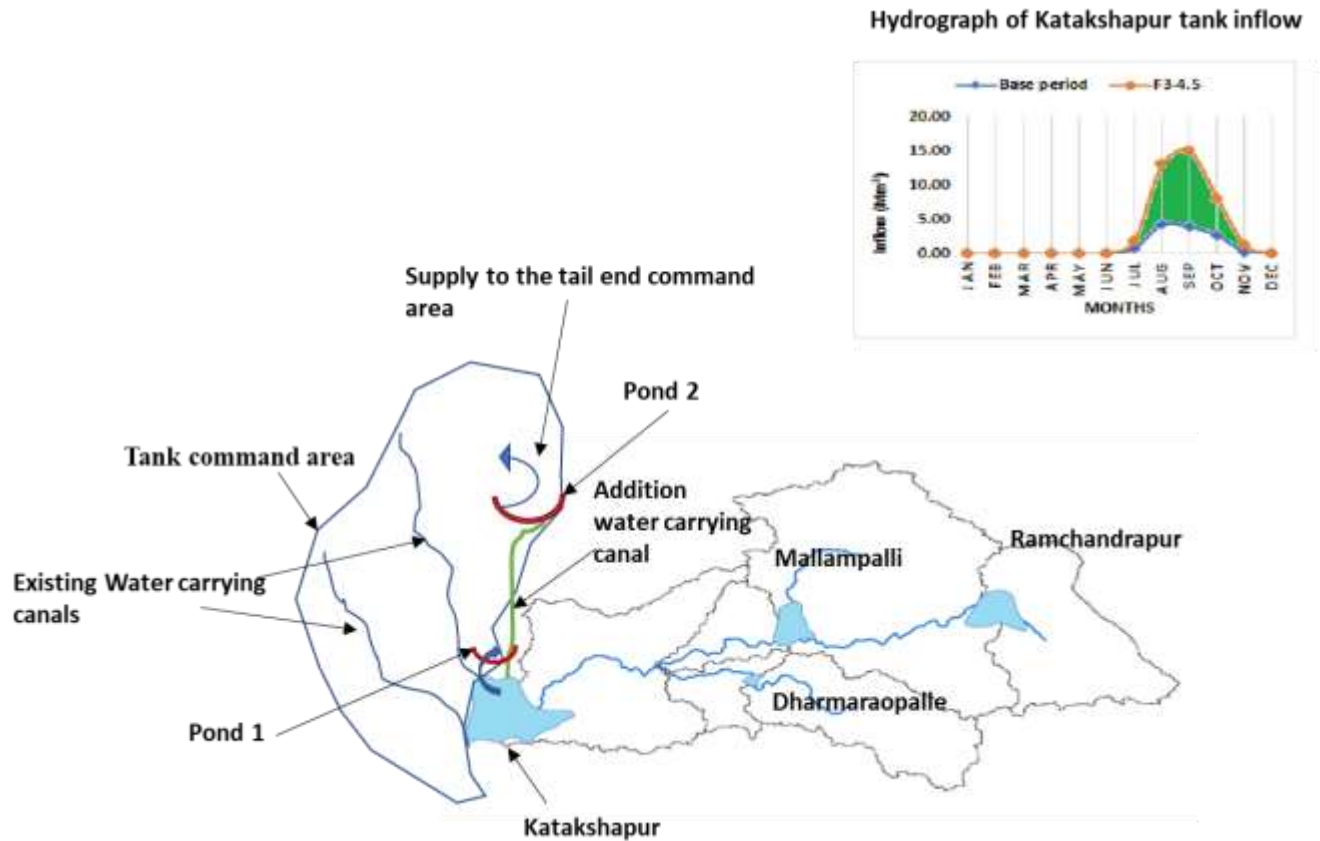 Hydrograph of Katakshapur tank inflow
Base period
F3-4.5
20.00
15.00
10.00
5.00
0.00
Inflow (Mm³)
JAN
FEB
MAR
APR
MAY
JUN
JUL
AUG
SEP
OCT
NOV
DEC
MONTHS
Supply to the tail end command
area
Pond 2
Tank command area
Addition
water carrying
canal
Ramchandrapur
Mallampalli
Existing Water carrying
canals
Dharmaraopalle
Pond 1
Katakshapur